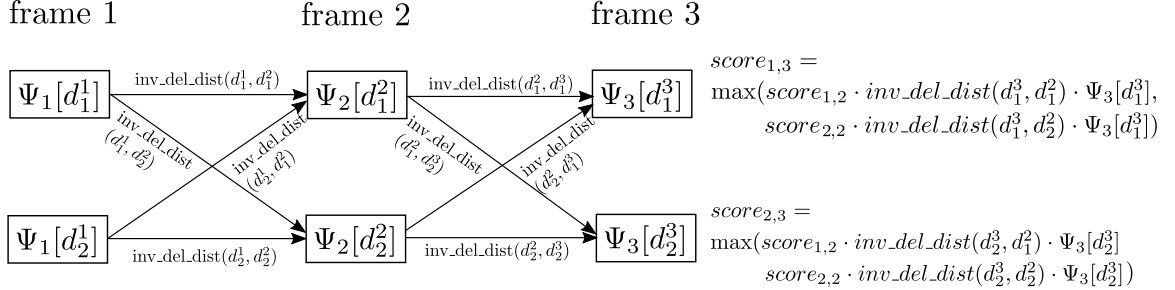 frame 1 frame 2 frame 3
Ψ₁[d₁¹] inv_del_dist(d₁¹, d₁²) Ψ₂[d₁²] inv_del_dist(d₁², d₁³) Ψ₃[d₁³]
inv_del_dist
(d₁¹, d₂²)
inv_del_dist
(d₂¹, d₁²)
inv_del_dist
(d₁², d₂³)
inv_del_dist
(d₂², d₁³)
Ψ₁[d₂¹] inv_del_dist(d₂¹, d₂²) Ψ₂[d₂²] inv_del_dist(d₂², d₂³) Ψ₃[d₂³]
score₁,₃ =
max(score₁,₂ · inv_del_dist(d₁³, d₁²) · Ψ₃[d₁³],
score₂,₂ · inv_del_dist(d₁³, d₂²) · Ψ₃[d₁³])
score₂,₃ =
max(score₁,₂ · inv_del_dist(d₂³, d₁²) · Ψ₃[d₂³]
score₂,₂ · inv_del_dist(d₂³, d₂²) · Ψ₃[d₂³])